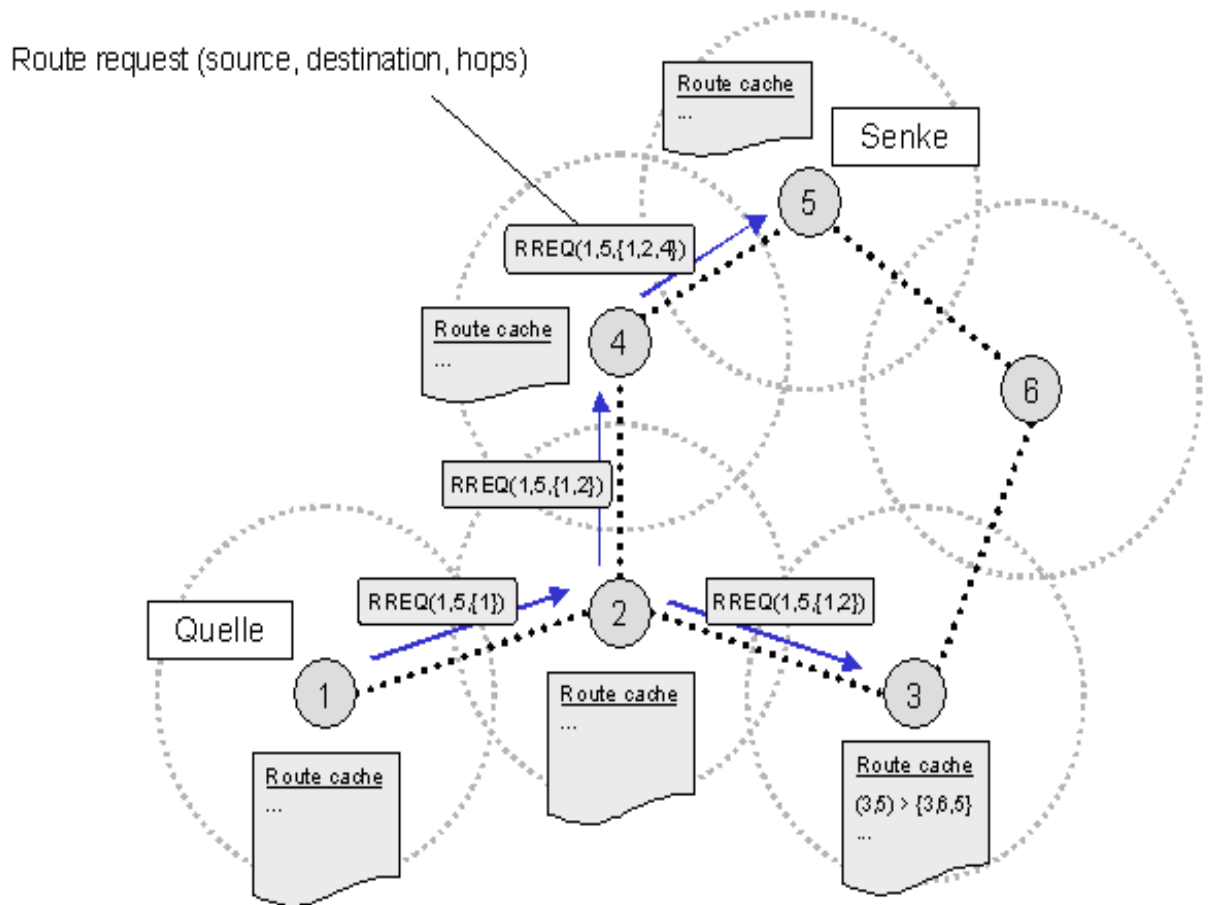 Route request (source, destination, hops)
Route cache
...
Senke
5
RREQ(1,5,{1,2,4})
Route cache
...
4
6
RREQ(1,5,{1,2})
RREQ(1,5,{1})
RREQ(1,5,{1,2})
Quelle
2
1
3
Route cache
...
Route cache
...
Route cache
(3,5) > {3,6,5}
...